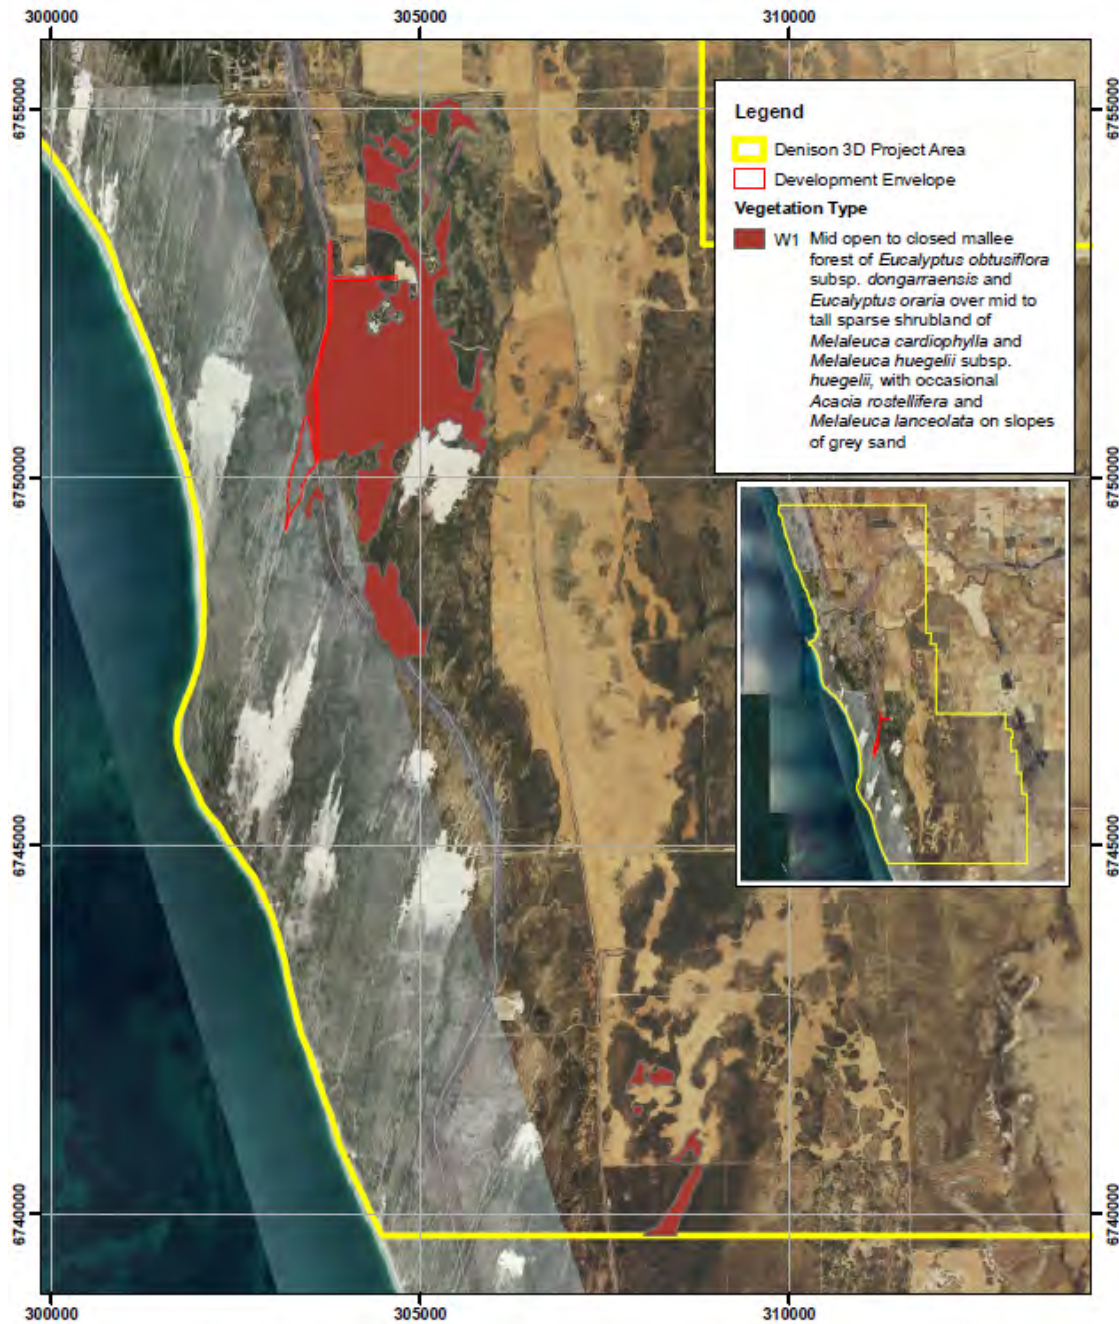 300000
305000
310000
6755000
6755000
Legend
Denison 3D Project Area
Development Envelope
Vegetation Type
W1 Mid open to closed mallee
forest of Eucalyptus obtusiflora
subsp. dongarraensis and
Eucalyptus oraria over mid to
tall sparse shrubland of
Melaleuca cardiophylla and
Melaleuca huegelii subsp.
huegelii, with occasional
Acacia rostellifera and
Melaleuca lanceolata on slopes
of grey sand
6750000
6750000
6745000
6745000
6740000
6740000
300000
305000
310000